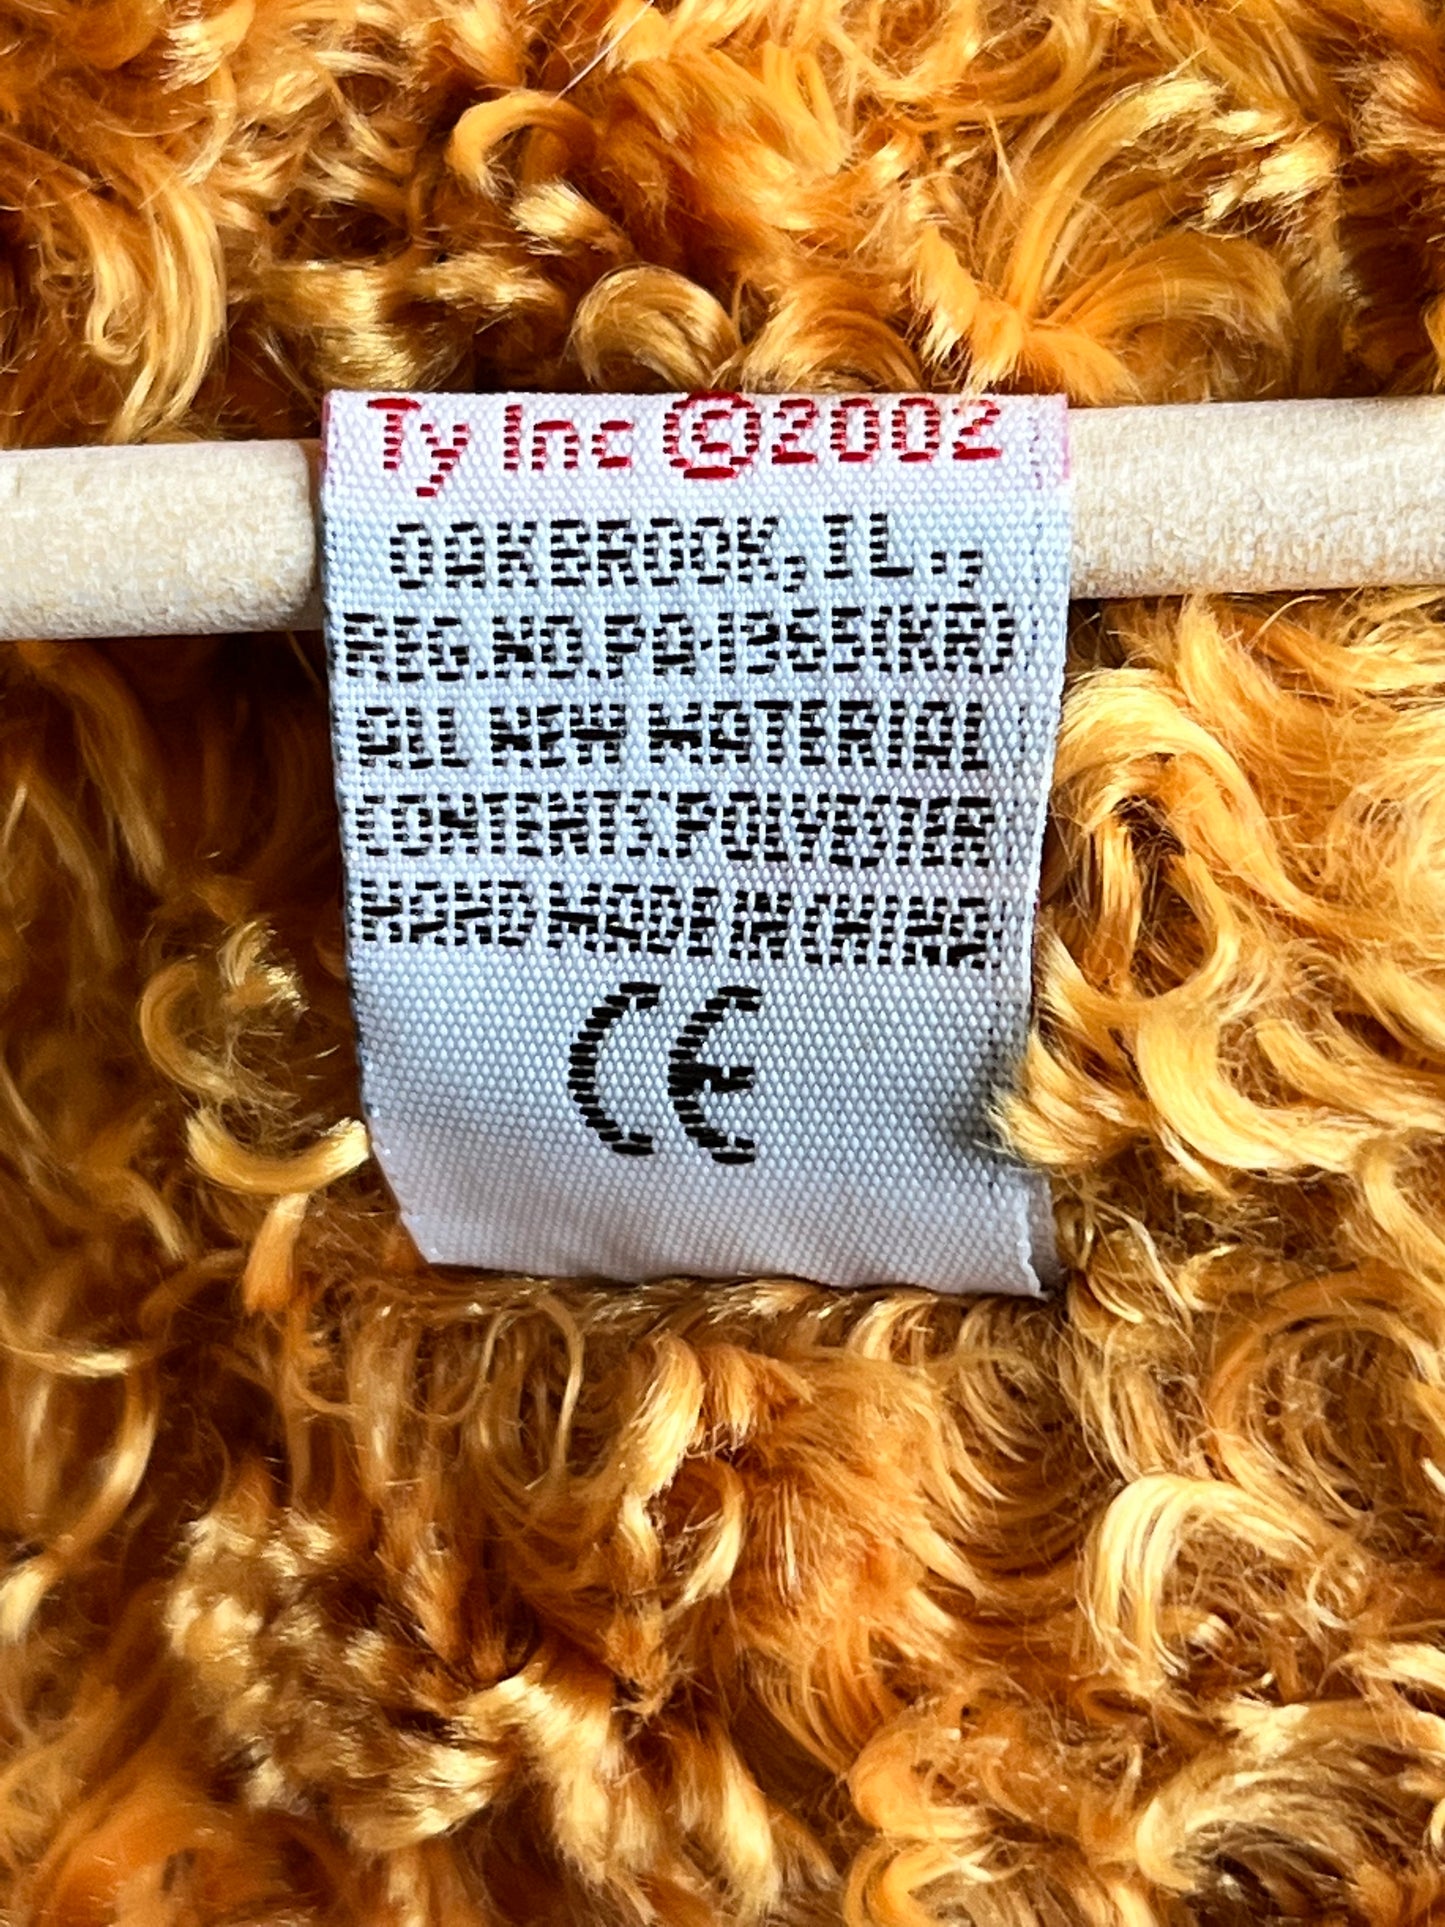 Ty Inc ©2002
OAKBROOK, IL.,
REG.NO.PA-1965(KR)
ALL NEW MATERIAL
CONTENTS:POLYESTER
HAND MADE IN CHINA
CE